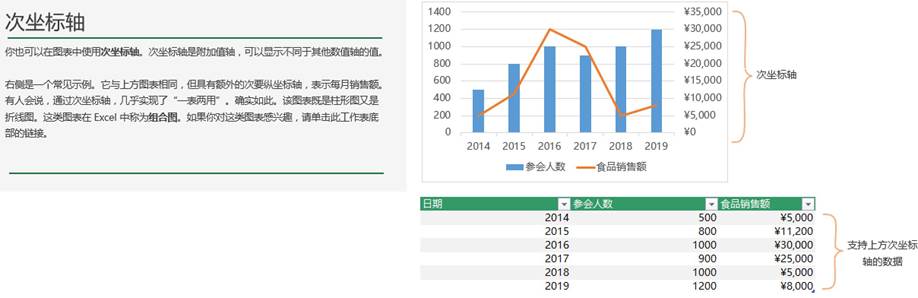 次坐标轴
你也可以在图表中使用次坐标轴。次坐标轴是附加值轴，可以显示不同于其他数值轴的值。
右侧是一个常见示例。它与上方图表相同，但具有额外的次要纵坐标轴，表示每月销售额。
有人会说，通过次坐标轴，几乎实现了“一表两用”。确实如此。该图表既是柱形图又是
折线图。这类图表在 Excel 中称为组合图。如果你对这类图表感兴趣，请单击此工作表底
部的链接。
1400 ¥35,000
1200 ¥30,000
1000 ¥25,000
800 ¥20,000
600 ¥15,000
400 ¥10,000
200 ¥5,000
0 ¥0
2014 2015 2016 2017 2018 2019
参会人数 食品销售额
次坐标轴
日期 参会人数 食品销售额
2014 500 ¥5,000
2015 800 ¥11,200
2016 1000 ¥30,000
2017 900 ¥25,000
2018 1000 ¥5,000
2019 1200 ¥8,000
支持上方次坐标
轴的数据